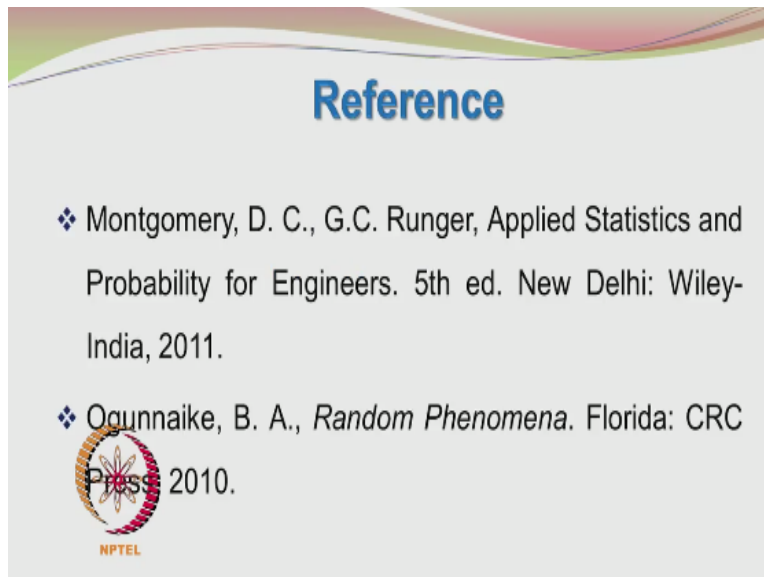 Reference
Montgomery, D. C., G.C. Runger, Applied Statistics and
Probability for Engineers. 5th ed. New Delhi: Wiley-
India, 2011.
Ogunnaike, B. A., Random Phenomena. Florida: CRC
Press, 2010.
NPTEL